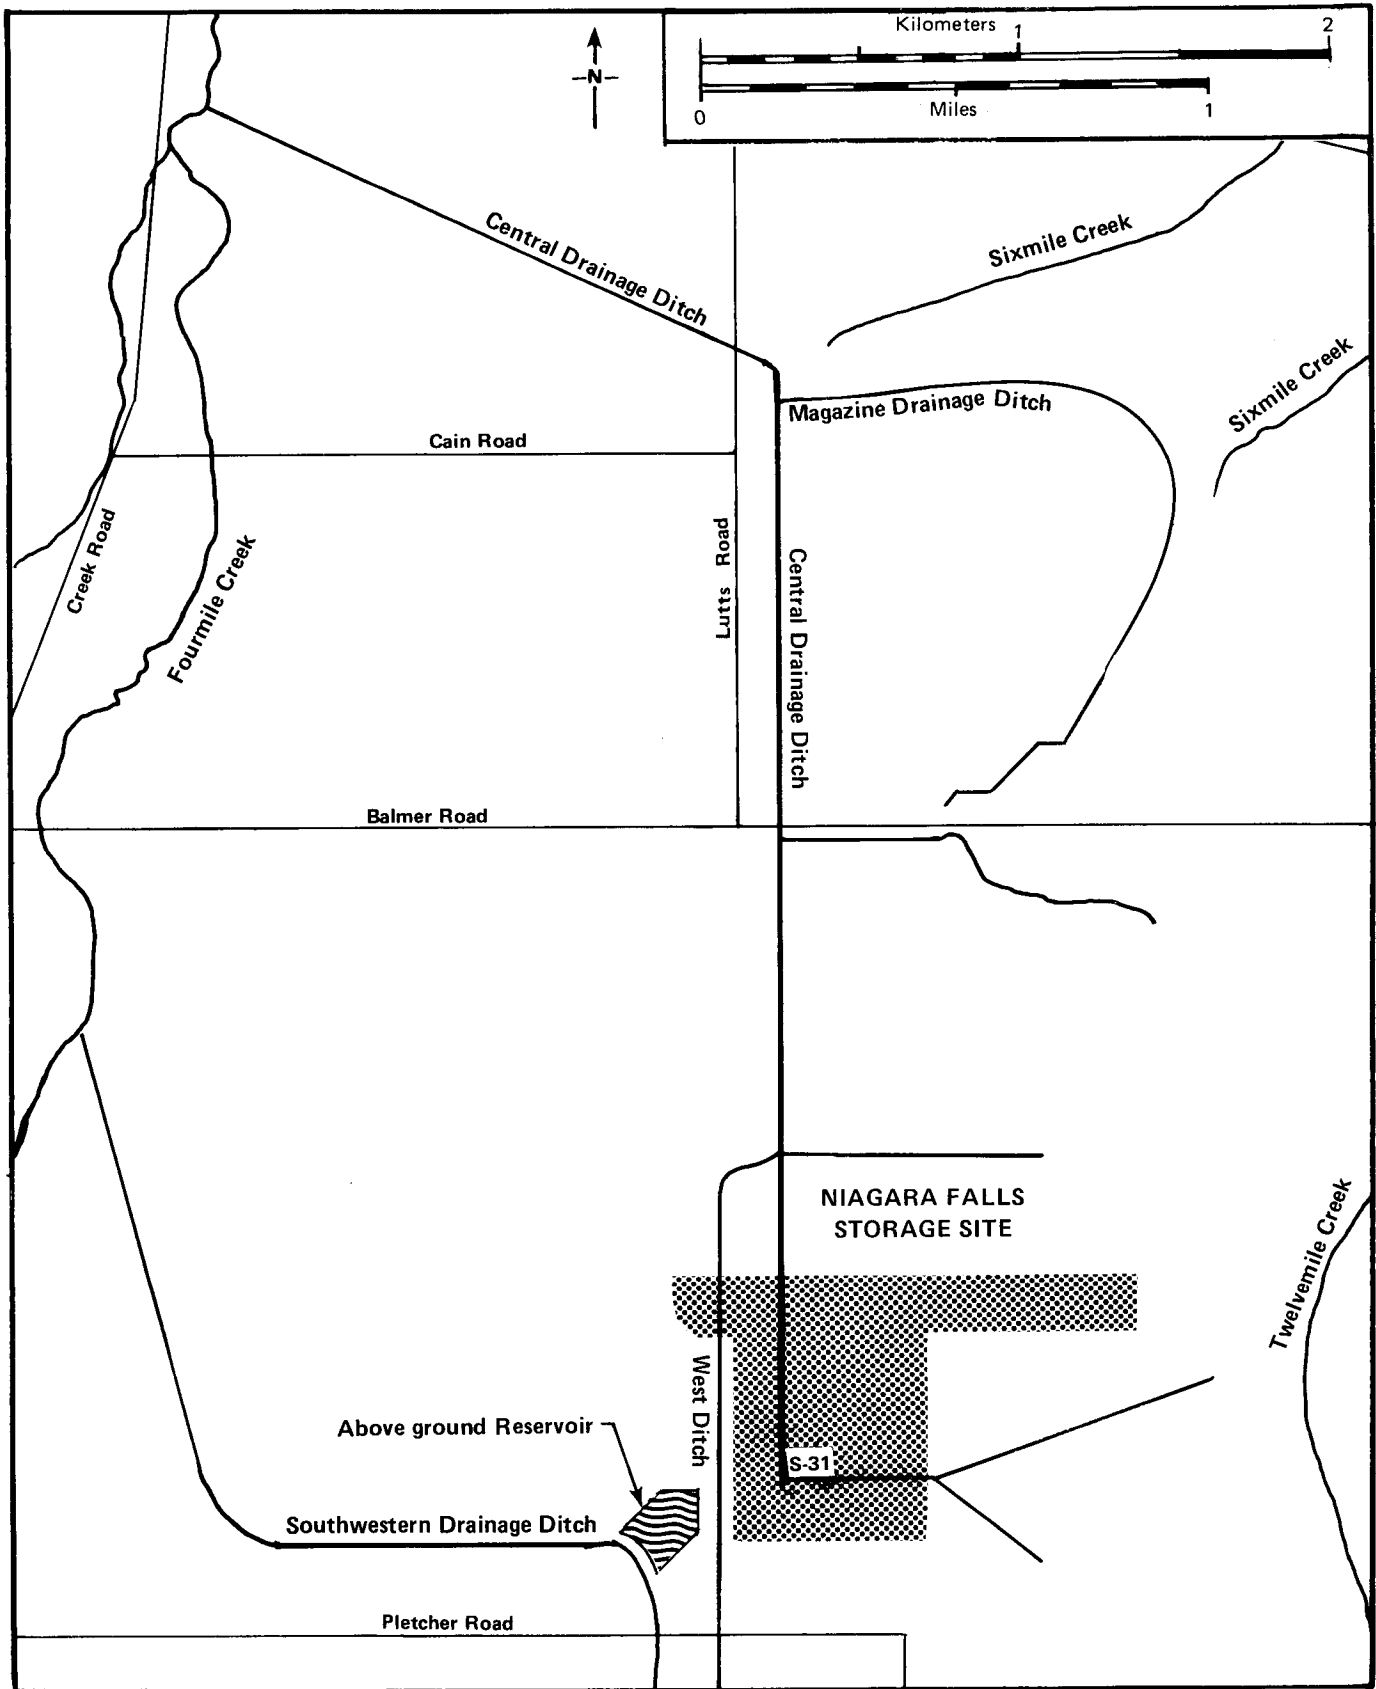 Kilometers
1
2
-N-
Miles
0
1
Central Drainage Ditch
Sixmile Creek
Sixmile Creek
Magazine Drainage Ditch
Cain Road
Creek Road
Fourmile Creek
Lutts Road
Central Drainage Ditch
Balmer Road
NIAGARA FALLS
STORAGE SITE
Twelvemile Creek
West Ditch
Above ground Reservoir
S-31
Southwestern Drainage Ditch
Pletcher Road